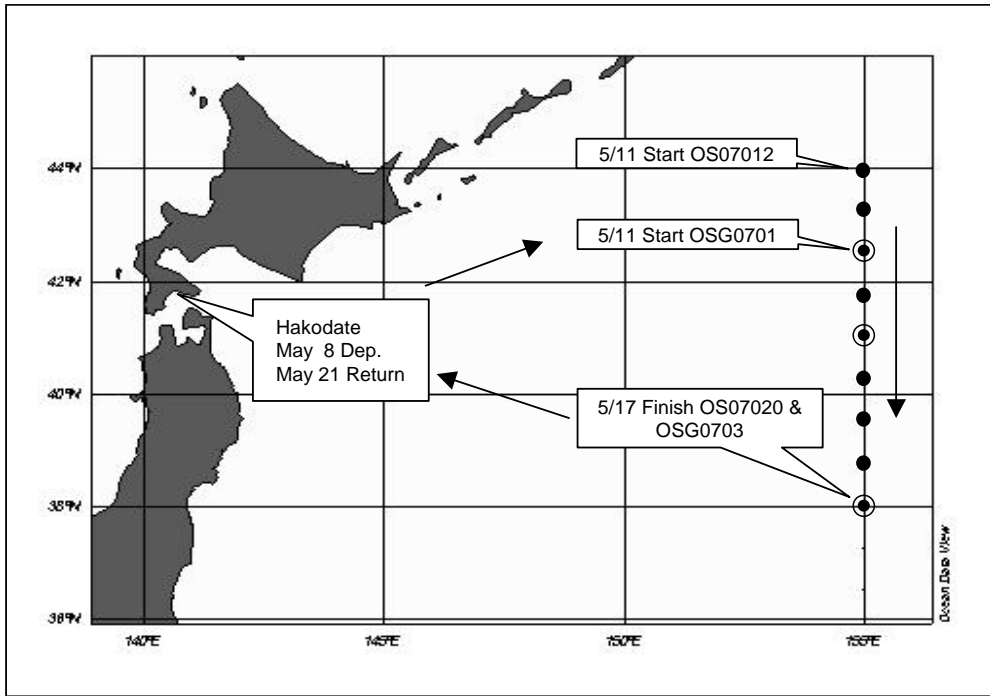 44°N
5/11 Start OS07012
5/11 Start OSG0701
42°N
Hakodate
May 8 Dep.
May 21 Return
40°N
5/17 Finish OS07020 &
OSG0703
38°N
36°N
140°E
145°E
150°E
155°E
Ocean Data View